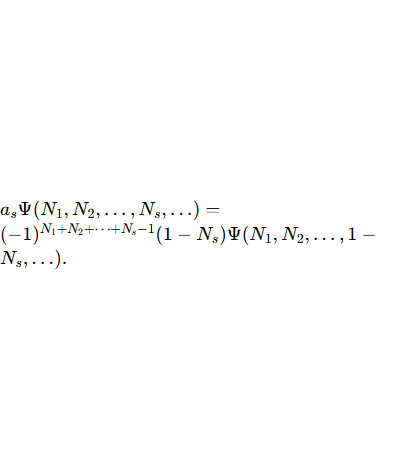 a_sΨ(N_1, N_2, …, N_s, …) =
(−1)^{N_1+N_2+⋯+N_s−1}(1 − N_s)Ψ(N_1, N_2, …, 1 −
N_s, …).